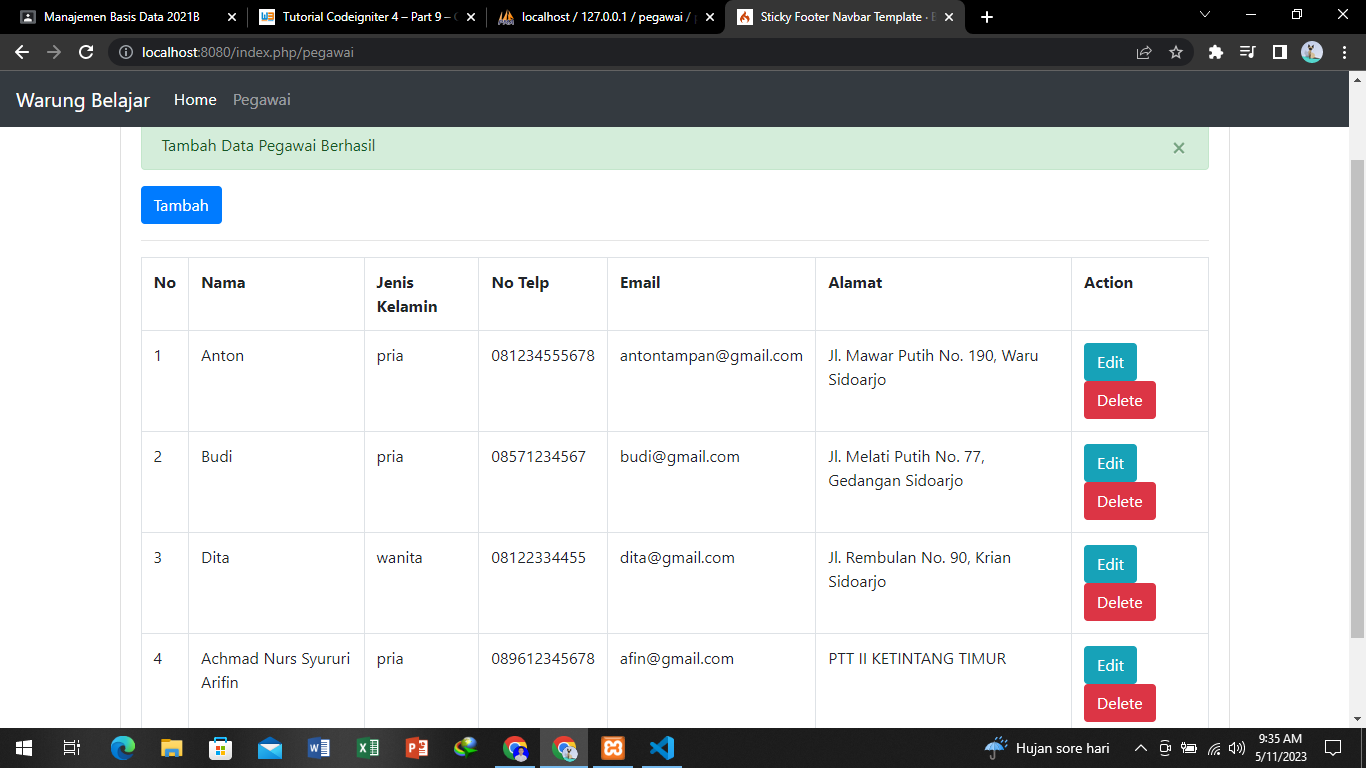 Manajemen Basis Data 2021B
Tutorial Codeigniter 4 – Part 9 –
localhost / 127.0.0.1 / pegawai /
Sticky Footer Navbar Template ·
localhost:8080/index.php/pegawai
Warung Belajar Home Pegawai
Tambah Data Pegawai Berhasil ×
Tambah
No Nama Jenis Kelamin No Telp Email Alamat Action
1 Anton pria 081234555678 antontampan@gmail.com Jl. Mawar Putih No. 190, Waru Sidoarjo Edit Delete
2 Budi pria 08571234567 budi@gmail.com Jl. Melati Putih No. 77, Gedangan Sidoarjo Edit Delete
3 Dita wanita 08122334455 dita@gmail.com Jl. Rembulan No. 90, Krian Sidoarjo Edit Delete
4 Achmad Nurs Syururi Arifin pria 089612345678 afin@gmail.com PTT II KETINTANG TIMUR Edit Delete
Hujan sore hari
9:35 AM
5/11/2023